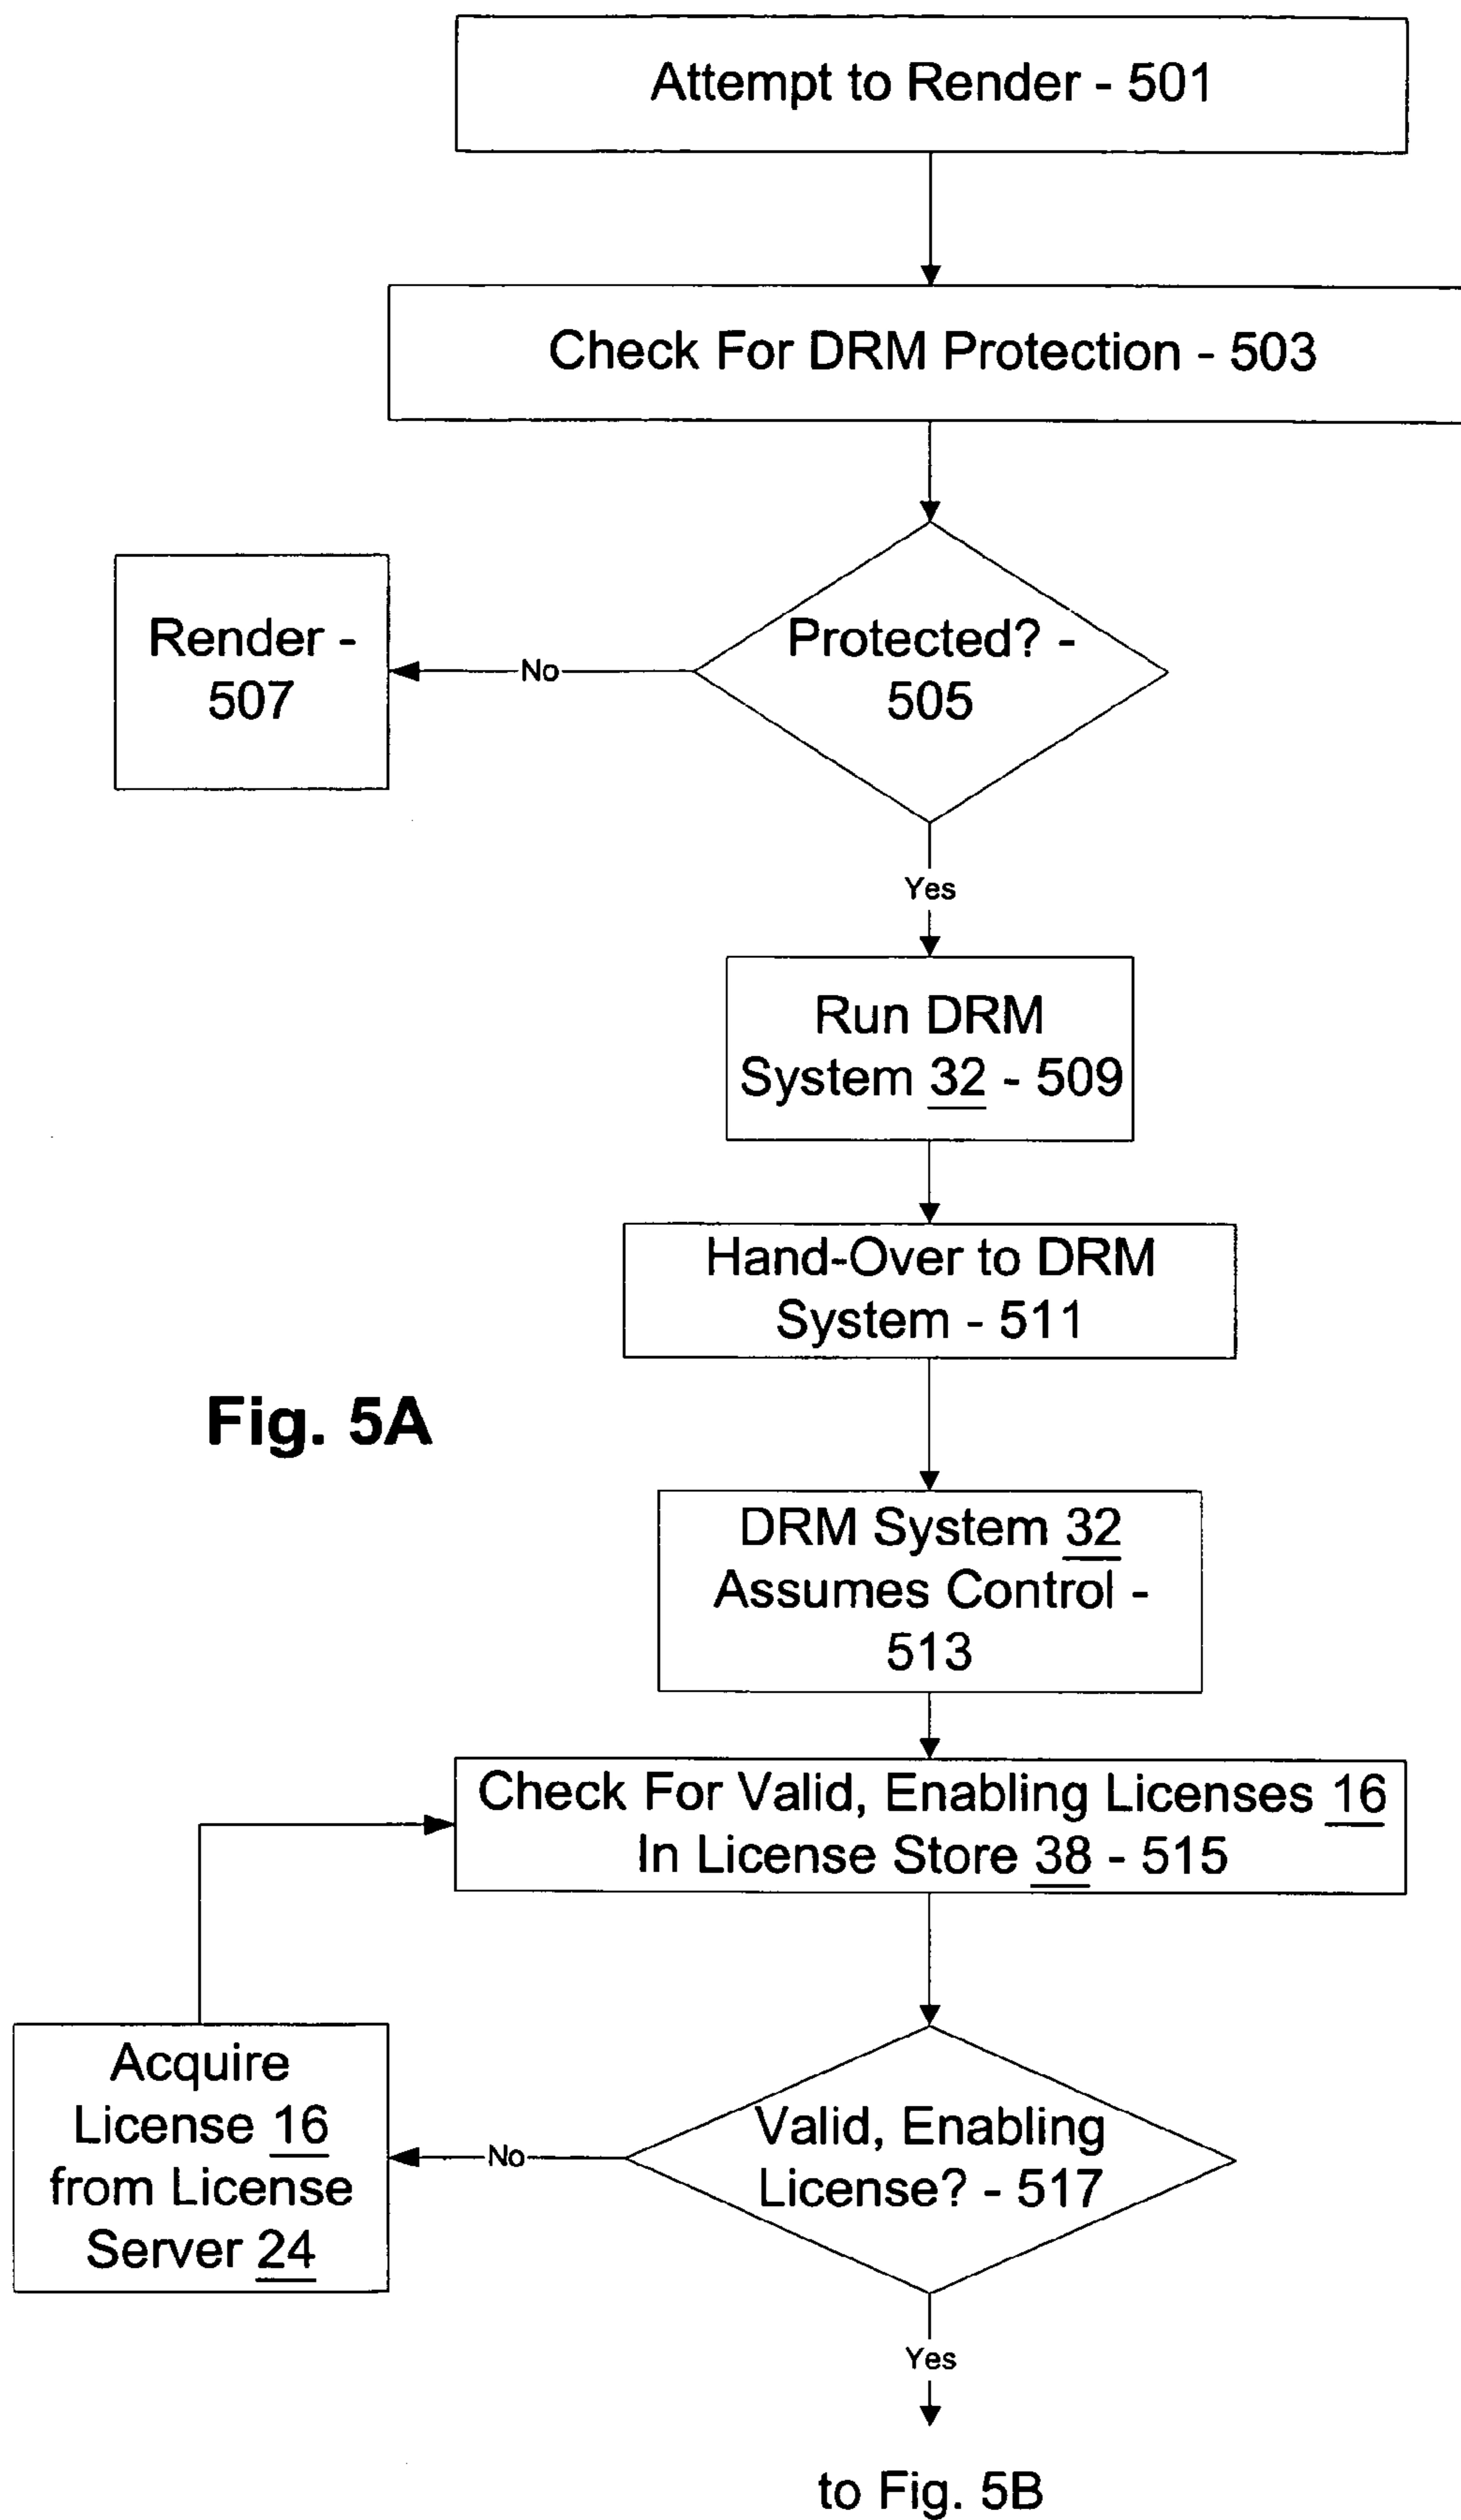 Attempt to Render - 501
Check For DRM Protection - 503
Protected? -
505
No
Render -
507
Yes
Run DRM
System 32 - 509
Hand-Over to DRM
System - 511
Fig. 5A
DRM System 32
Assumes Control -
513
Check For Valid, Enabling Licenses 16
In License Store 38 - 515
Valid, Enabling
License? - 517
No
Acquire
License 16
from License
Server 24
Yes
to Fig. 5B